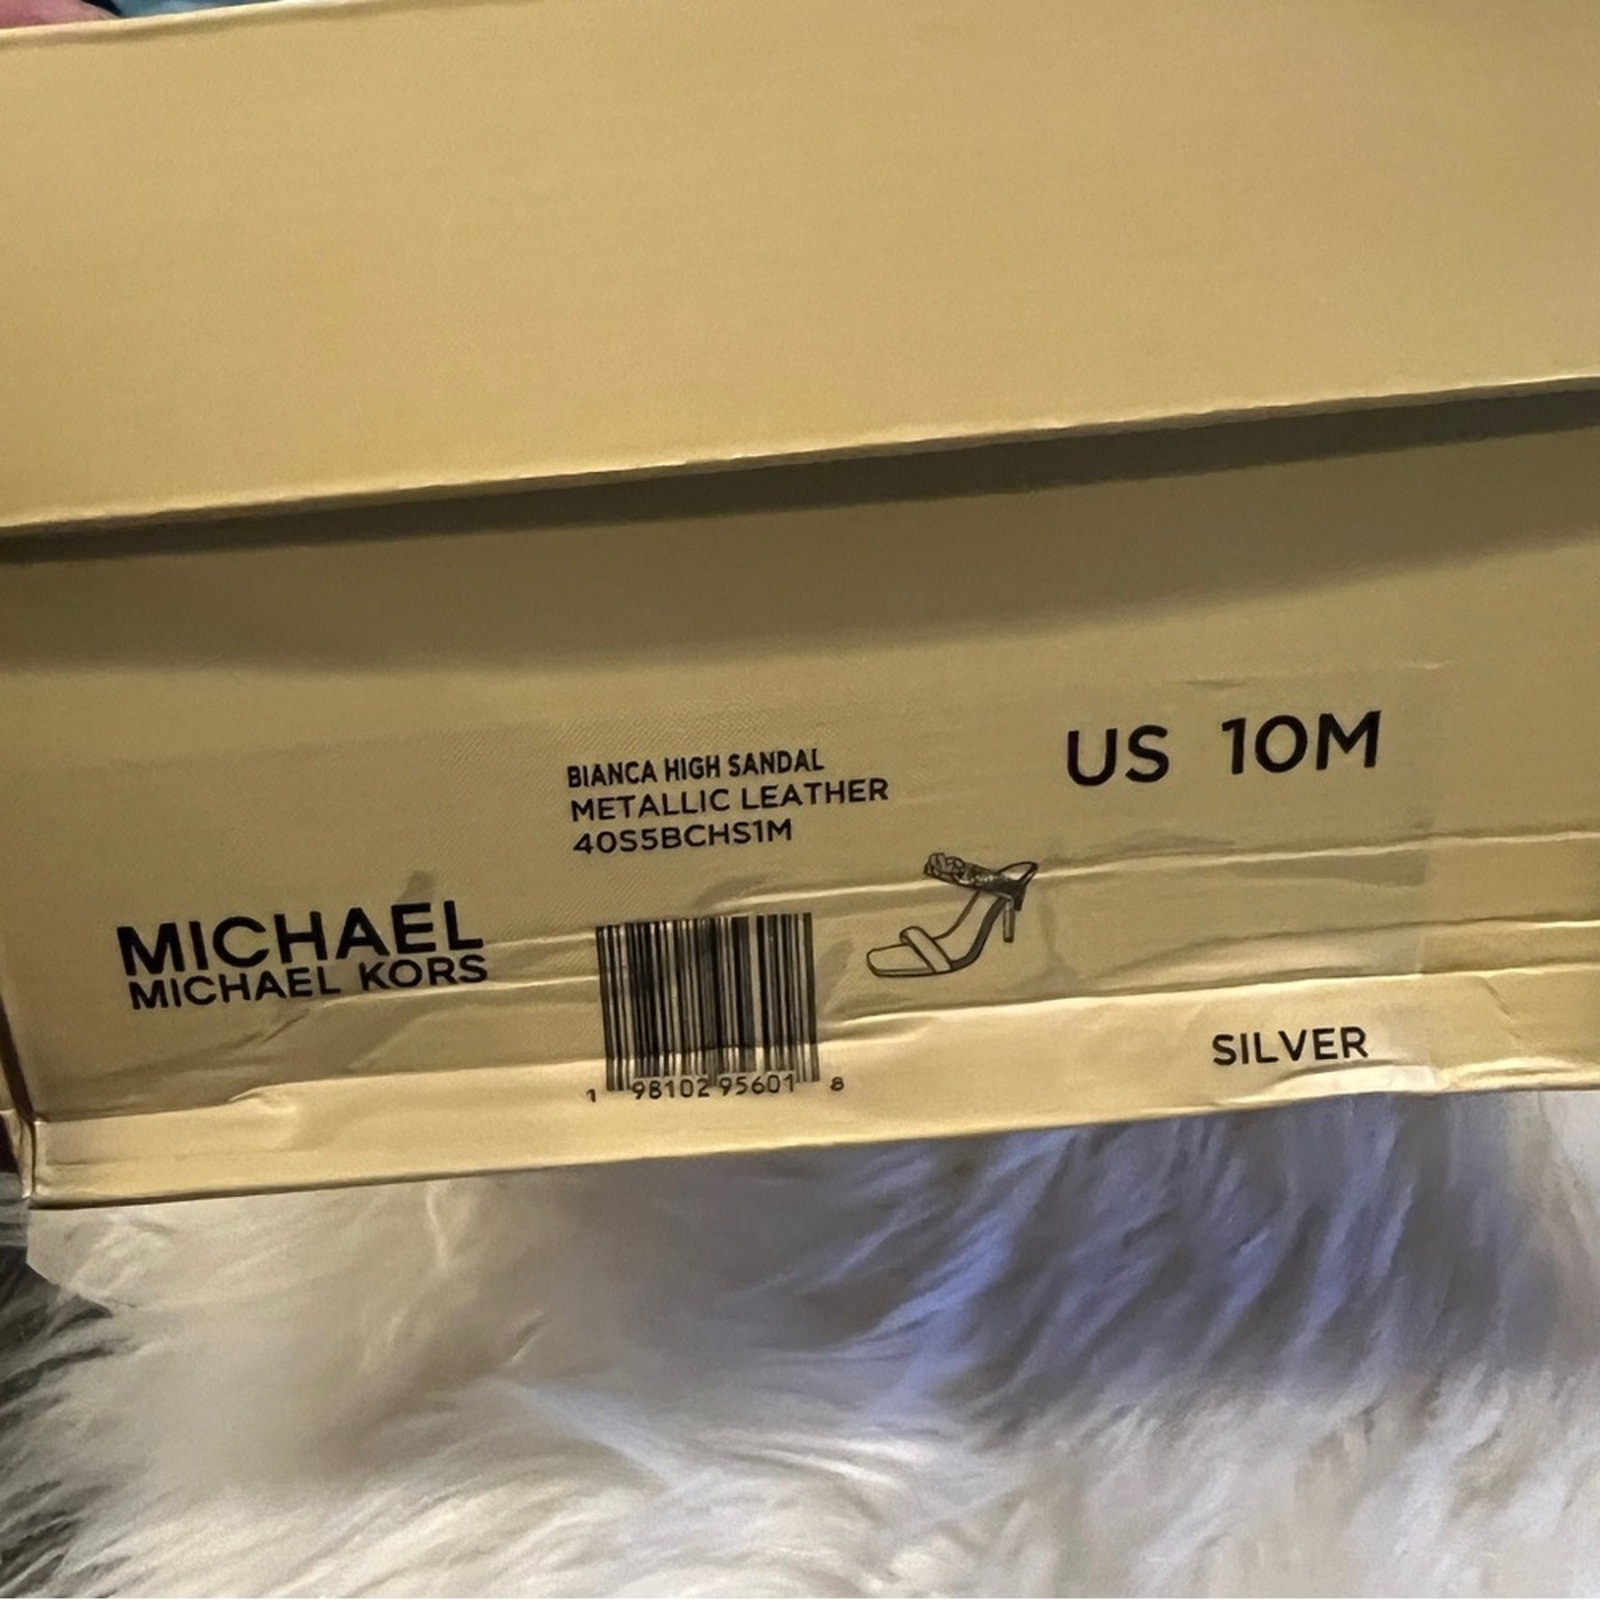 BIANCA HIGH SANDAL
METALLIC LEATHER
40S5BCHS1M
US 10M
MICHAEL
MICHAEL KORS
1 98102 95601 8
SILVER